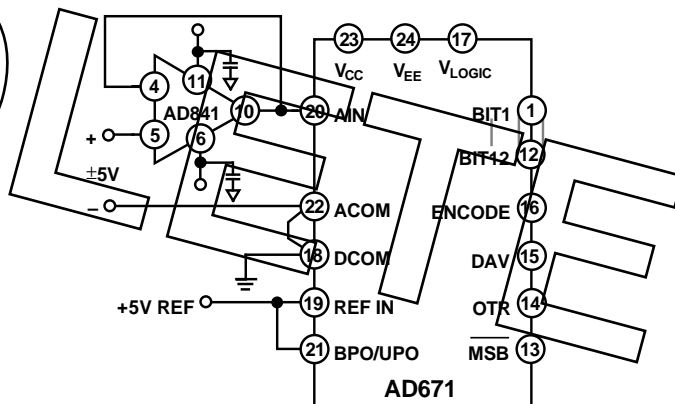 23 24 17
VCC VEE VLOGIC
4 11 AD841 10 20 AIN BIT1 1
+ 5 6 BIT12 12
±5V
– 22 ACOM ENCODE 16
18 DCOM DAV 15
+5V REF 19 REF IN OTR 14
21 BPO/UPO MSB 13
AD671
LETE